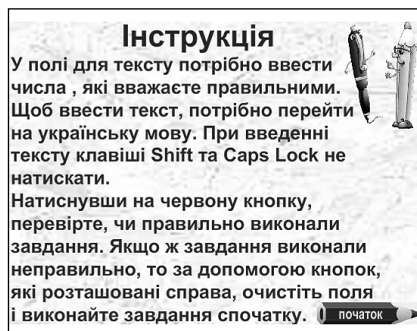 Інструкція
У полі для тексту потрібно ввести
числа , які вважаєте правильними.
Щоб ввести текст, потрібно перейти
на українську мову. При введенні
тексту клавіші Shift та Caps Lock не
натискати.
Натиснувши на червону кнопку,
перевірте, чи правильно виконали
завдання. Якщо ж завдання виконали
неправильно, то за допомогою кнопок,
які розташовані справа, очистіть поля
і виконайте завдання спочатку.
початок